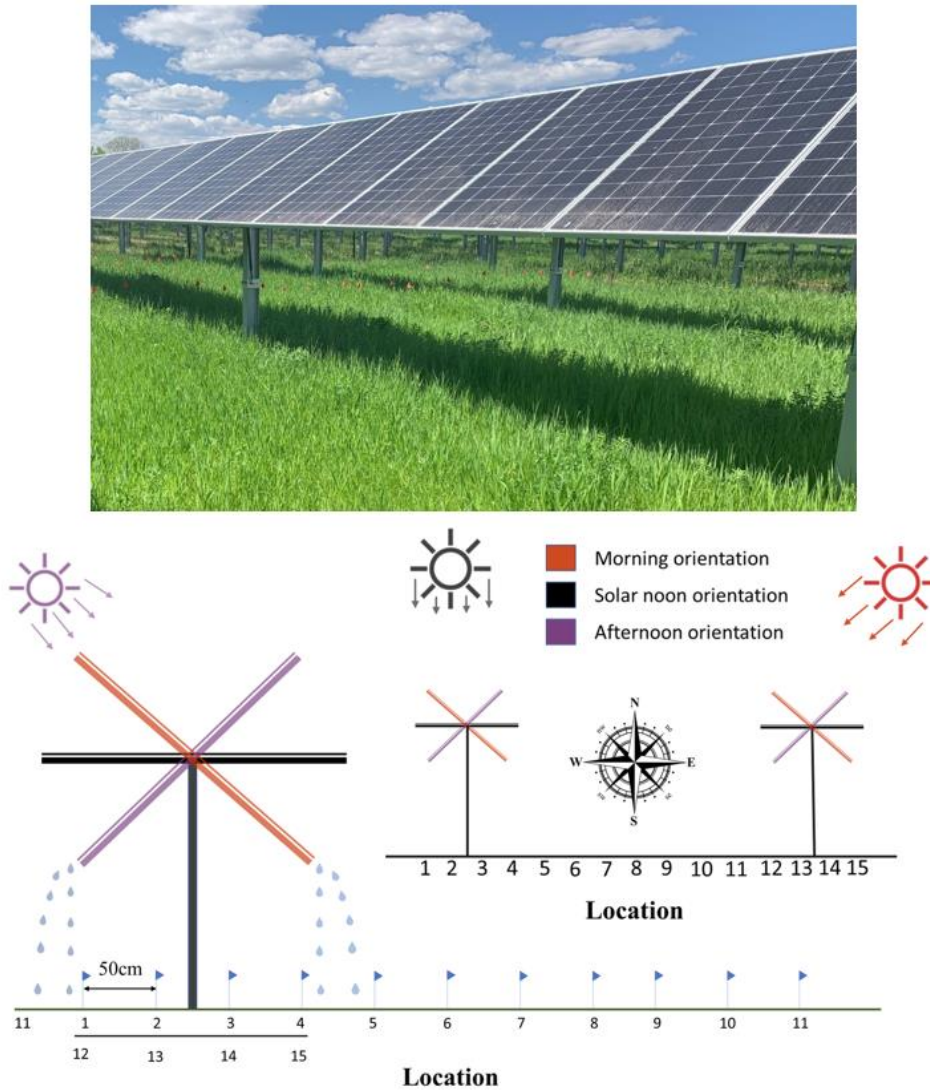 Morning orientation
Solar noon orientation
Afternoon orientation
N
W E
S
1 2 3 4 5 6 7 8 9 10 11 12 13 14 15
Location
50cm
11 1 2 3 4 5 6 7 8 9 10 11
12 13 14 15
Location